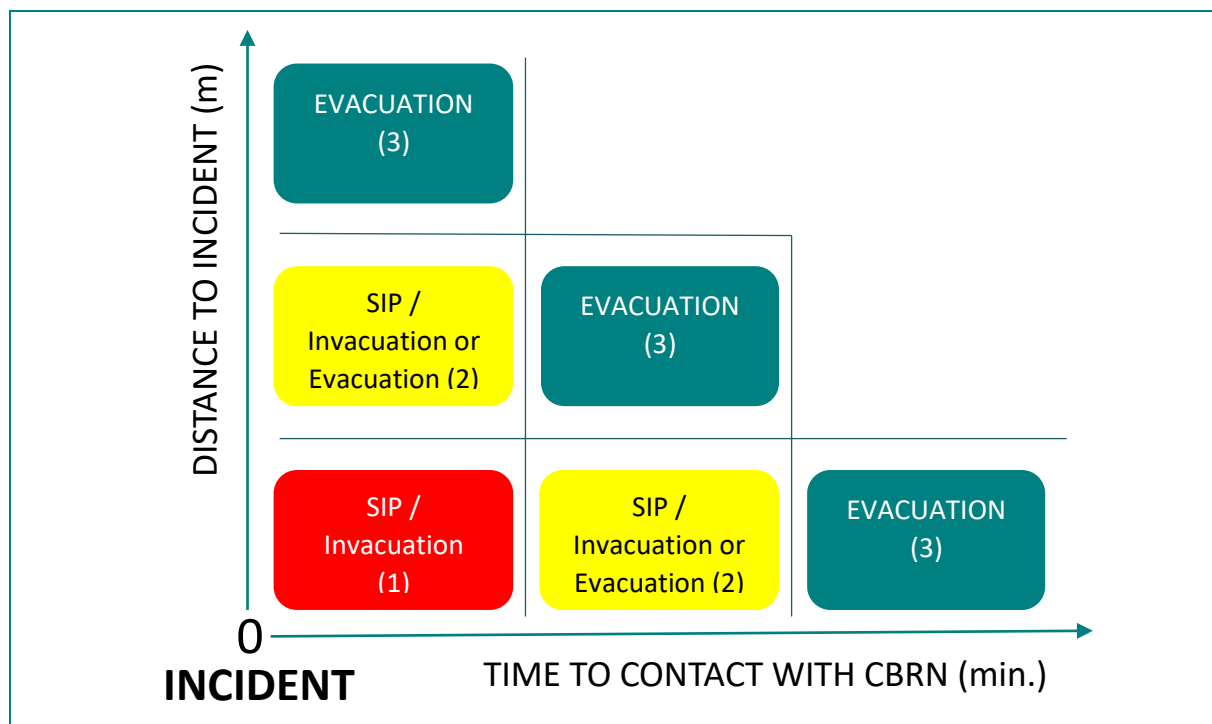 DISTANCE TO INCIDENT (m)
EVACUATION
(3)
SIP /
Invacuation or
Evacuation (2)
EVACUATION
(3)
SIP /
Invacuation
(1)
SIP /
Invacuation or
Evacuation (2)
EVACUATION
(3)
0
INCIDENT
TIME TO CONTACT WITH CBRN (min.)